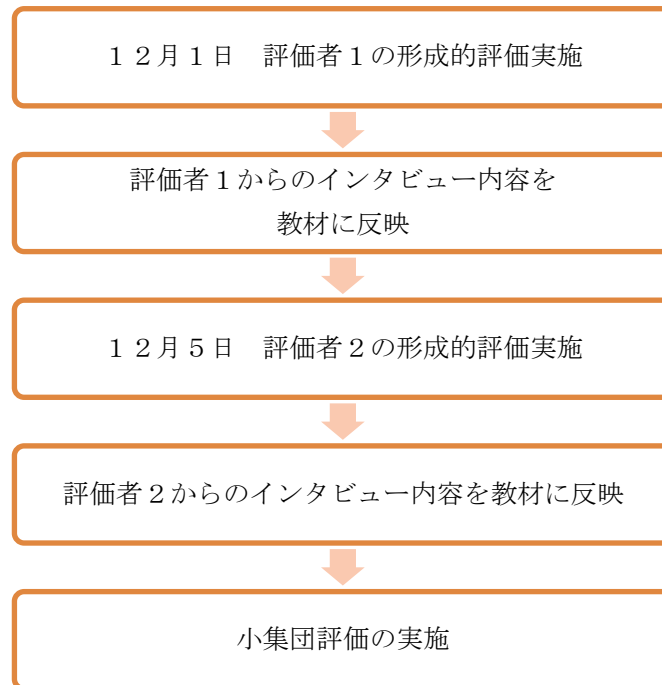 １２月１日　評価者１の形成的評価実施
評価者１からのインタビュー内容を
教材に反映
１２月５日　評価者２の形成的評価実施
評価者２からのインタビュー内容を教材に反映
小集団評価の実施